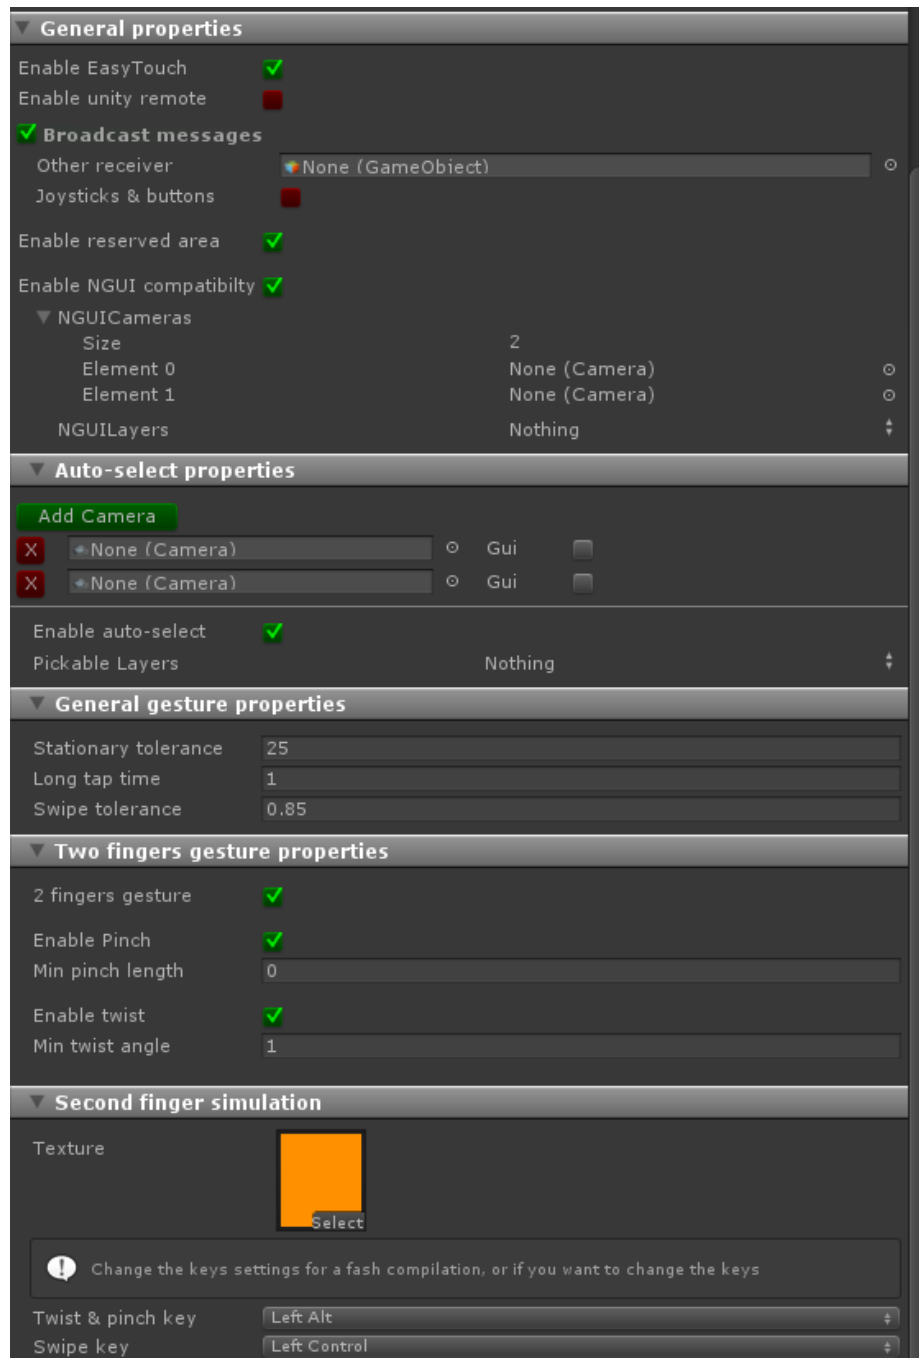 General properties
Enable EasyTouch
Enable unity remote
Broadcast messages
Other receiver None (GameObject)
Joysticks & buttons
Enable reserved area
Enable NGUI compatibilty
NGUICameras
Size 2
Element 0 None (Camera)
Element 1 None (Camera)
NGUILayers Nothing
Auto-select properties
Add Camera
X None (Camera) Gui
X None (Camera) Gui
Enable auto-select
Pickable Layers Nothing
General gesture properties
Stationary tolerance 25
Long tap time 1
Swipe tolerance 0.85
Two fingers gesture properties
2 fingers gesture
Enable Pinch
Min pinch length 0
Enable twist
Min twist angle 1
Second finger simulation
Texture
Select
Change the keys settings for a fash compilation, or if you want to change the keys
Twist & pinch key Left Alt
Swipe key Left Control